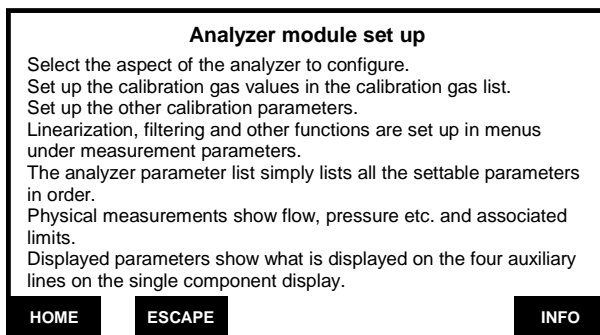 Analyzer module set up
Select the aspect of the analyzer to configure.
Set up the calibration gas values in the calibration gas list.
Set up the other calibration parameters.
Linearization, filtering and other functions are set up in menus
under measurement parameters.
The analyzer parameter list simply lists all the settable parameters
in order.
Physical measurements show flow, pressure etc. and associated
limits.
Displayed parameters show what is displayed on the four auxiliary
lines on the single component display.
HOME ESCAPE INFO